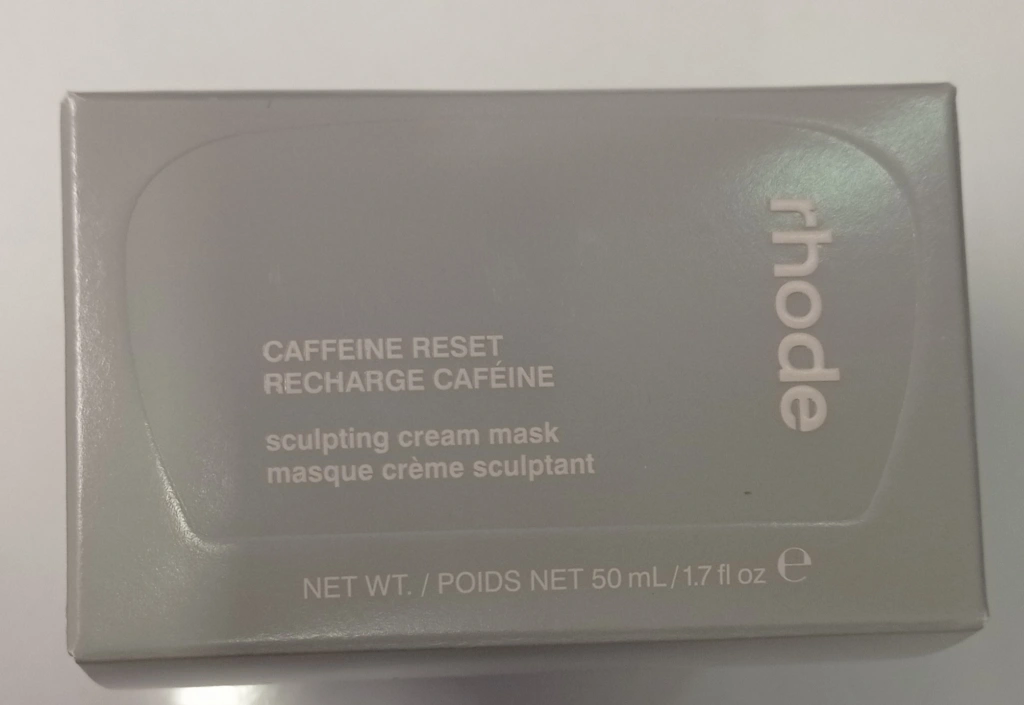 rhode
CAFFEINE RESET
RECHARGE CAFÉINE
sculpting cream mask
masque crème sculptant
NET WT. / POIDS NET 50 mL/1.7 fl oz ℮